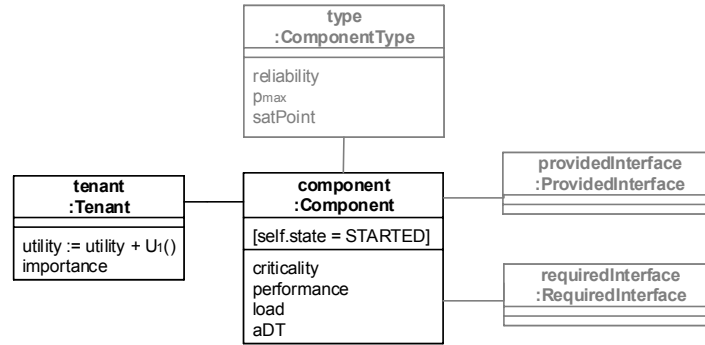 type
:ComponentType
reliability
pmax
satPoint
tenant
:Tenant
utility := utility + U1()
importance
component
:Component
[self.state = STARTED]
criticality
performance
load
aDT
providedInterface
:ProvidedInterface
requiredInterface
:RequiredInterface